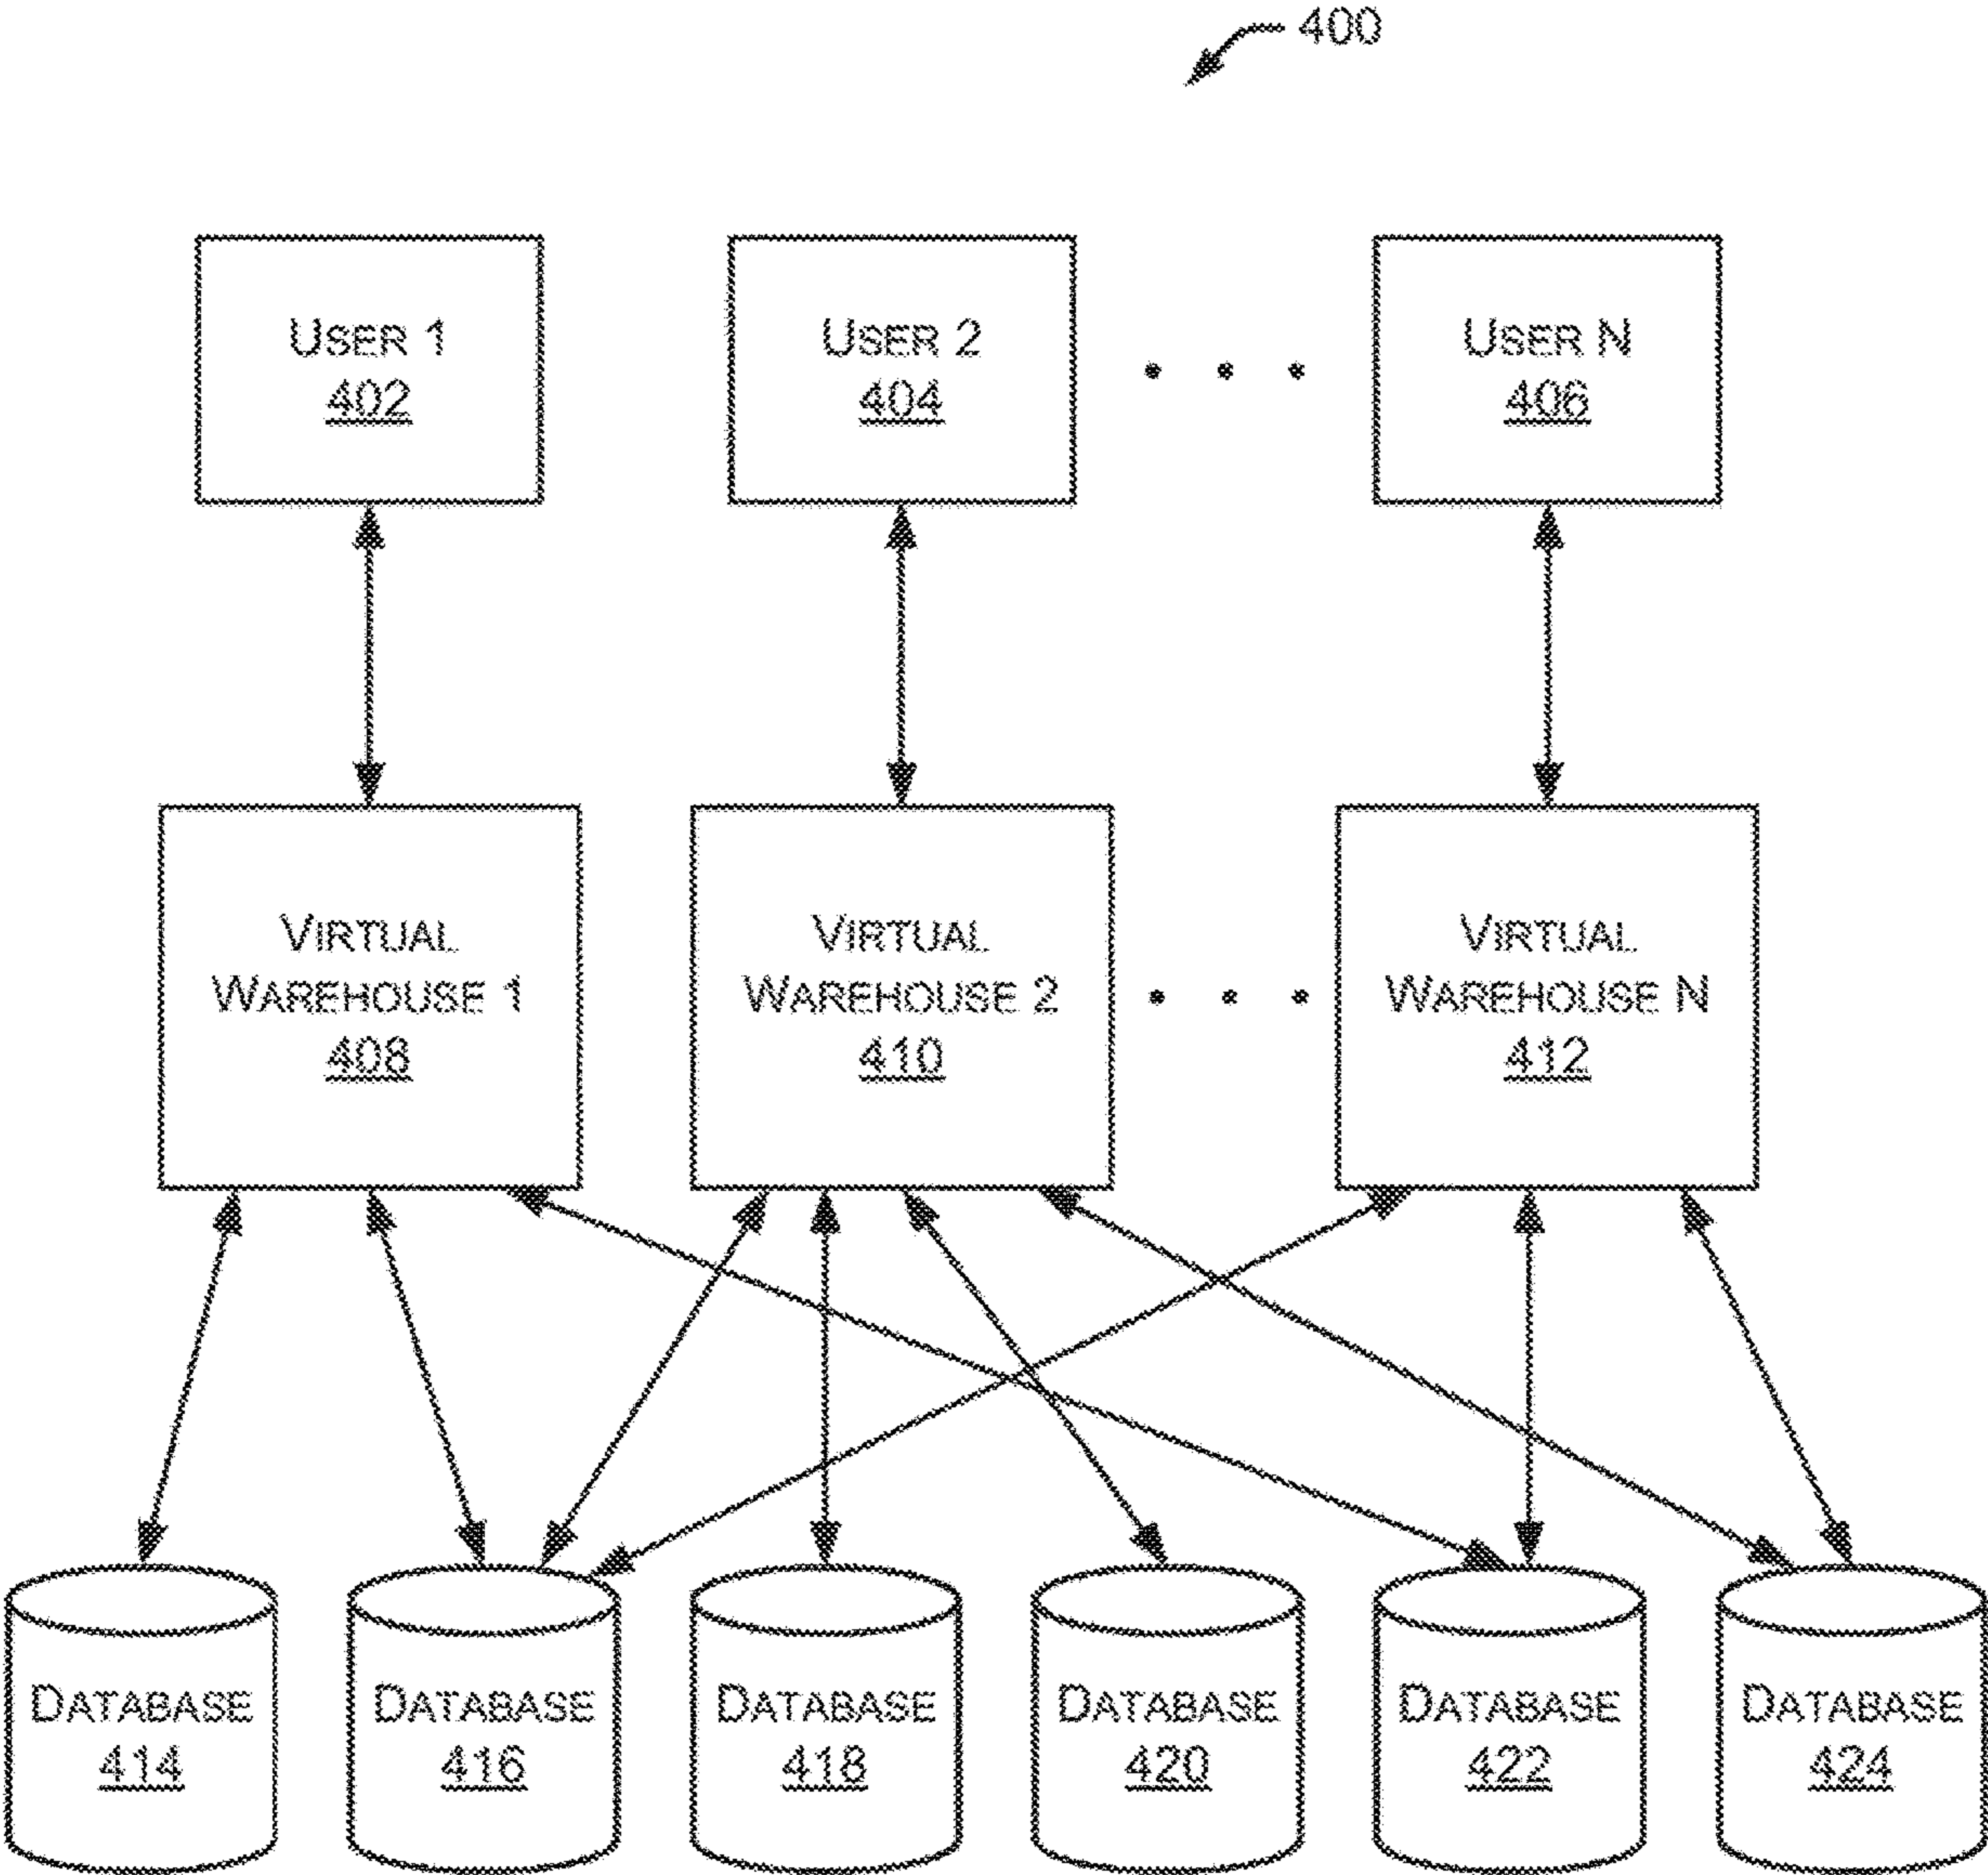 400
USER 1
402
USER 2
404
USER N
406
VIRTUAL
WAREHOUSE 1
408
VIRTUAL
WAREHOUSE 2
410
VIRTUAL
WAREHOUSE N
412
DATABASE
414
DATABASE
416
DATABASE
418
DATABASE
420
DATABASE
422
DATABASE
424